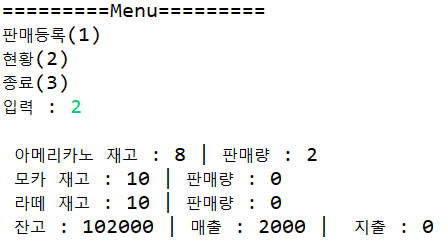 =========Menu=========
판매등록(1)
현황(2)
종료(3)
입력 : 2
아메리카노 재고 : 8 | 판매량 : 2
모카 재고 : 10 | 판매량 : 0
라떼 재고 : 10 | 판매량 : 0
잔고 : 102000 | 매출 : 2000 |  지출 : 0